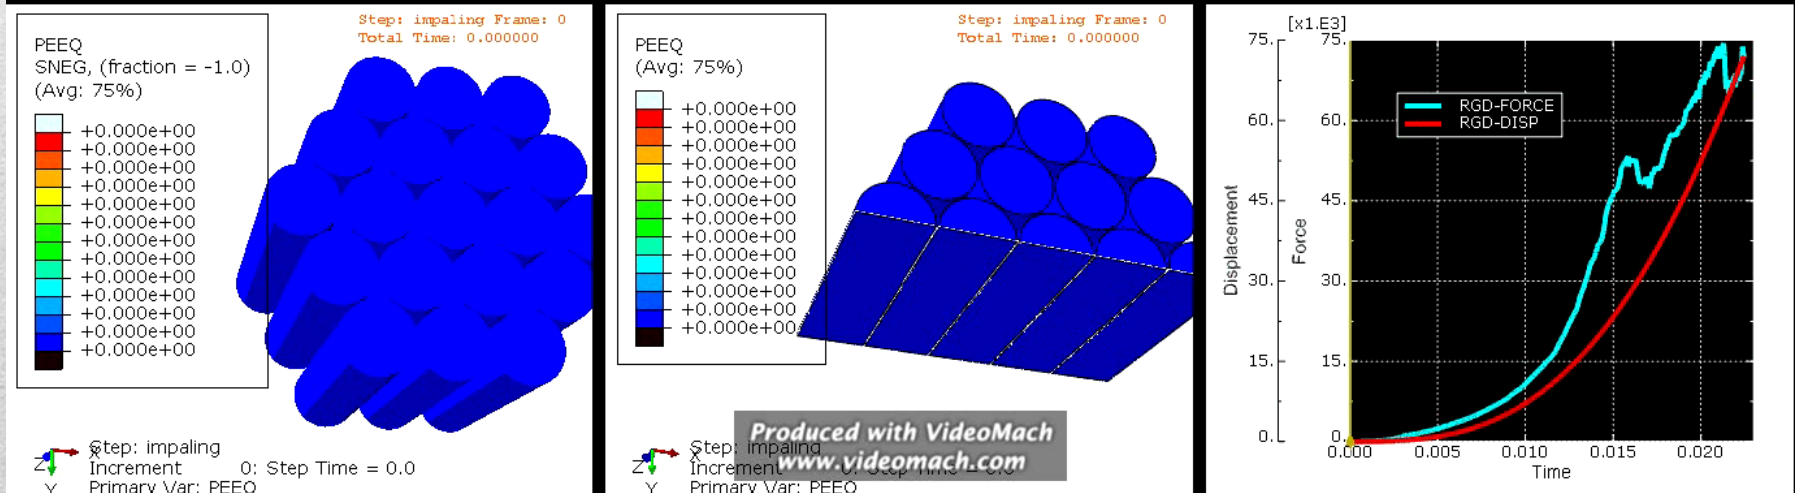 Step: impaling Frame: 0
Total Time: 0.000000
PEEQ
SNEG, (fraction = -1.0)
(Avg: 75%)
+0.000e+00
+0.000e+00
+0.000e+00
+0.000e+00
+0.000e+00
+0.000e+00
+0.000e+00
+0.000e+00
+0.000e+00
+0.000e+00
+0.000e+00
+0.000e+00
+0.000e+00
Z
X
Y
Step: impaling
Increment 0: Step Time = 0.0
Primary Var: PEEQ
Step: impaling Frame: 0
Total Time: 0.000000
PEEQ
(Avg: 75%)
+0.000e+00
+0.000e+00
+0.000e+00
+0.000e+00
+0.000e+00
+0.000e+00
+0.000e+00
+0.000e+00
+0.000e+00
+0.000e+00
+0.000e+00
+0.000e+00
+0.000e+00
Z
X
Y
Step: impaling
Increment
Primary Var: PEEQ
Produced with VideoMach
www.videomach.com
[x1.E3]
75. 75.
60. 60.
45. 45.
30. 30.
15. 15.
0. 0.
Displacement
Force
RGD-FORCE
RGD-DISP
0.000 0.005 0.010 0.015 0.020
Time